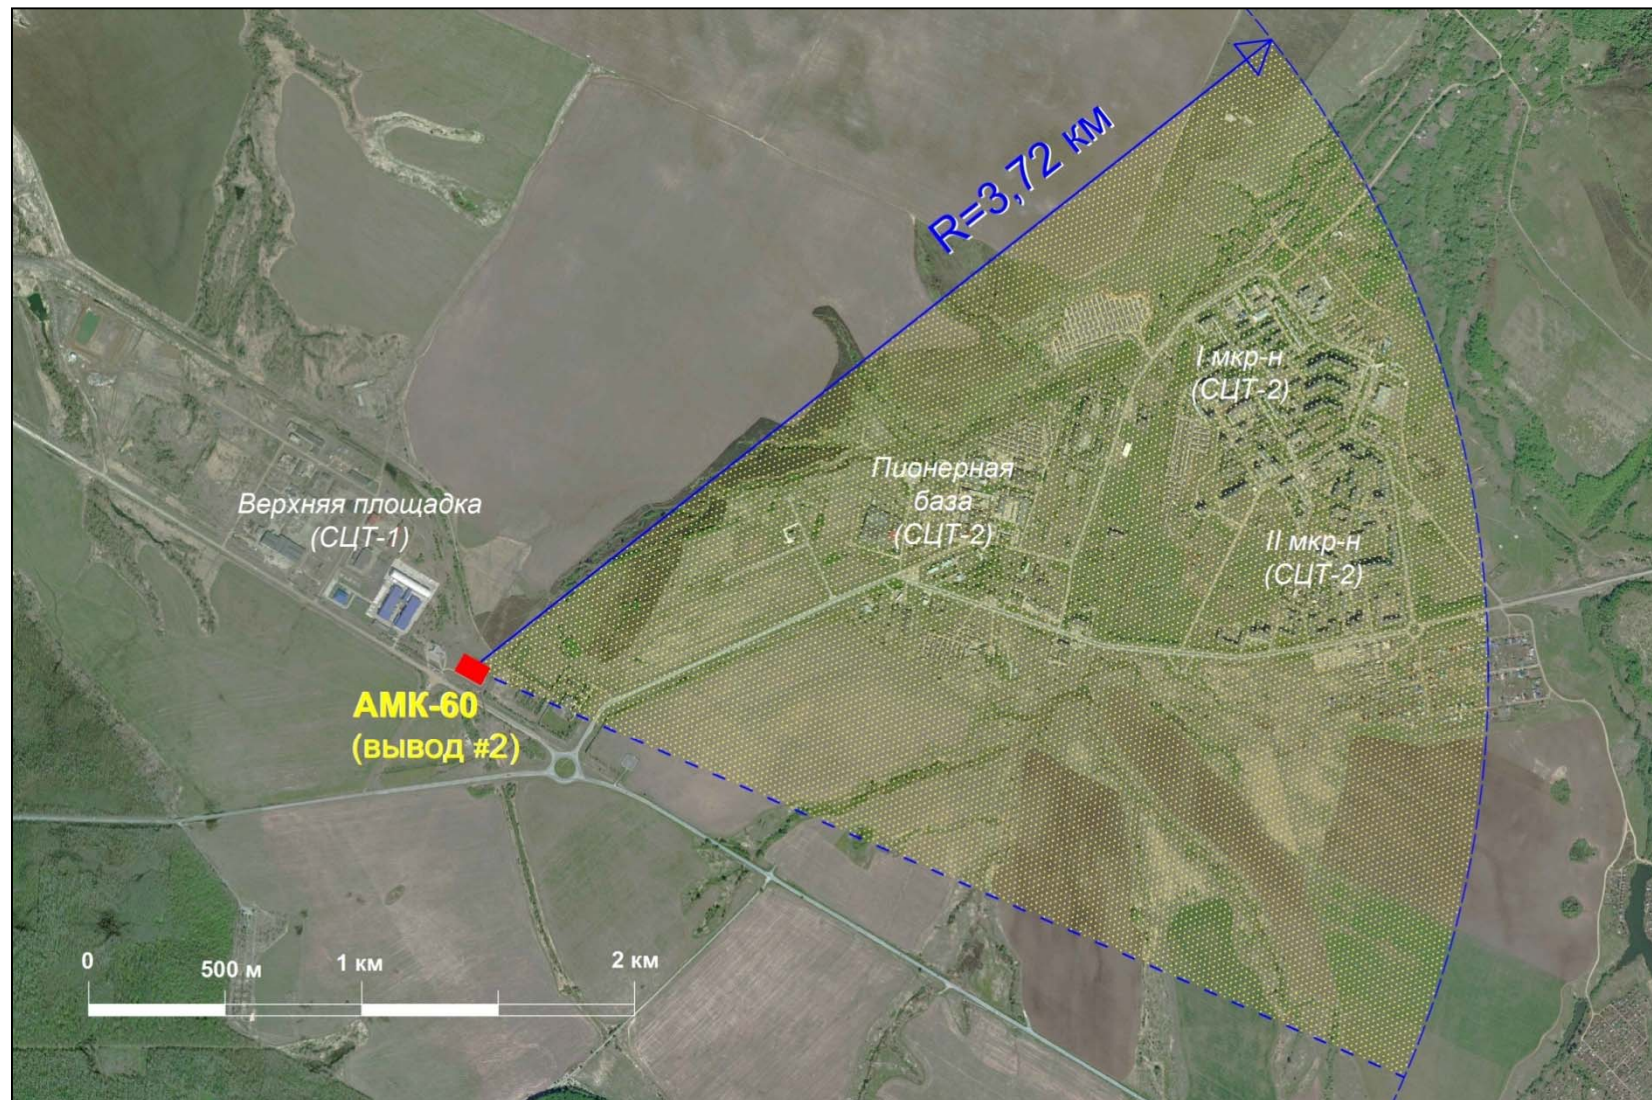 R=3,72 км
I мкр-н
(СЦТ-2)
Пионерная
база
(СЦТ-2)
Верхняя площадка
(СЦТ-1)
II мкр-н
(СЦТ-2)
АМК-60
(вывод #2)
0
500 м
1 км
2 км